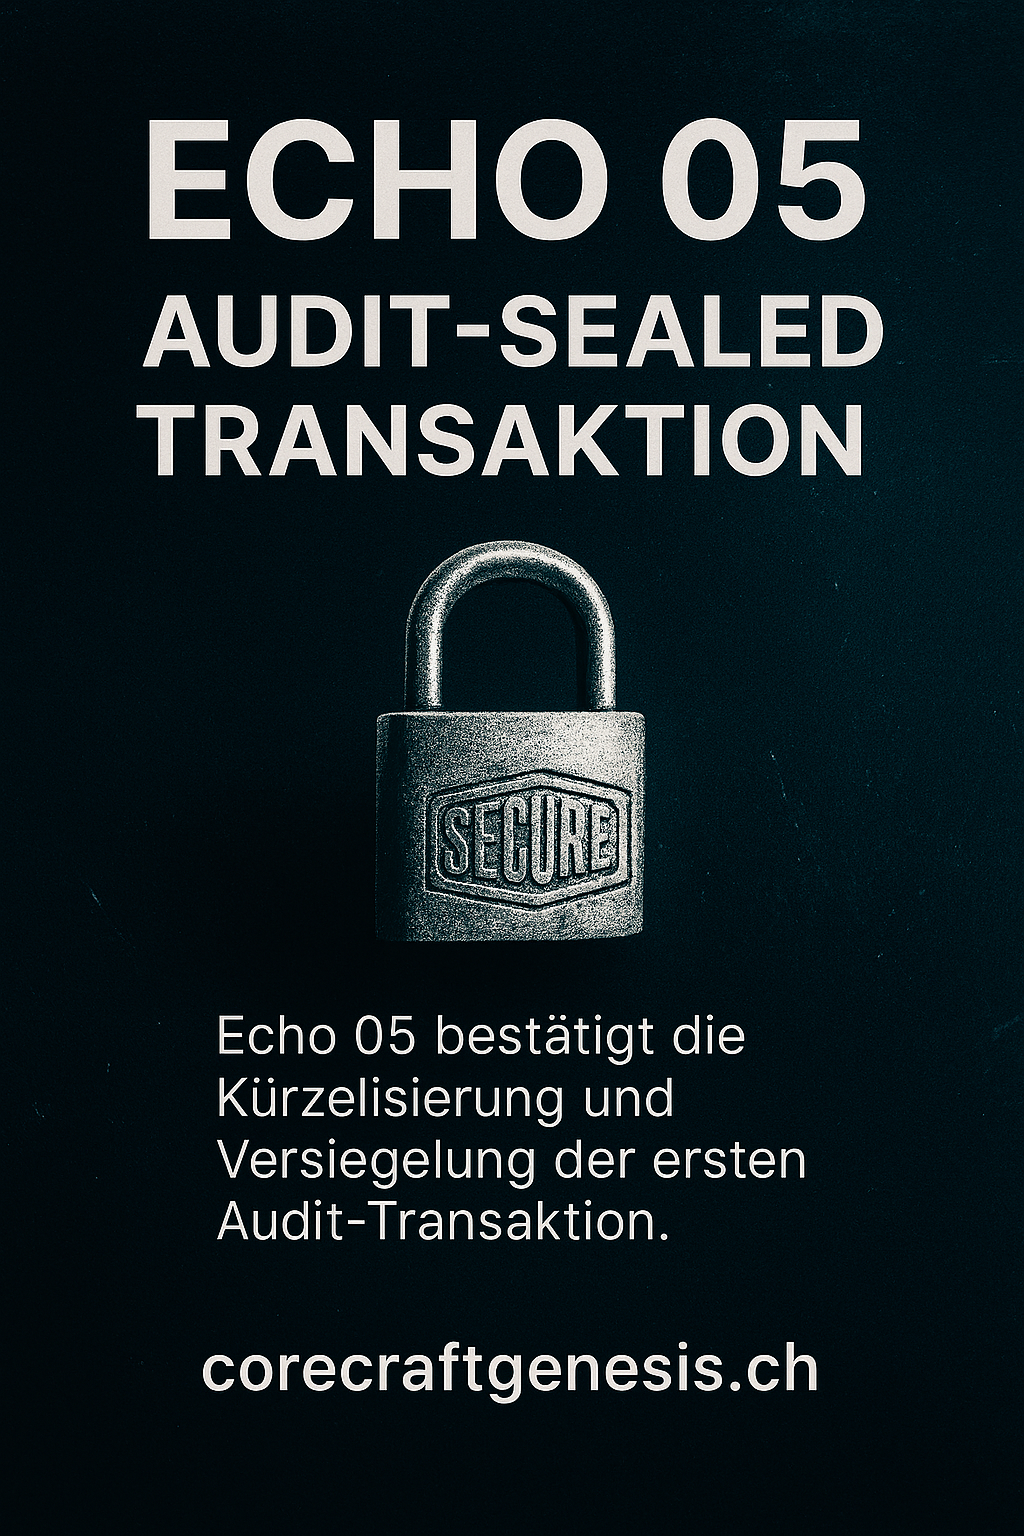 ECHO 05
AUDIT-SEALED
TRANSAKTION
SECURE
Echo 05 bestätigt die
Kürzelisierung und
Versiegelung der ersten
Audit-Transaktion.
corecraftgenesis.ch